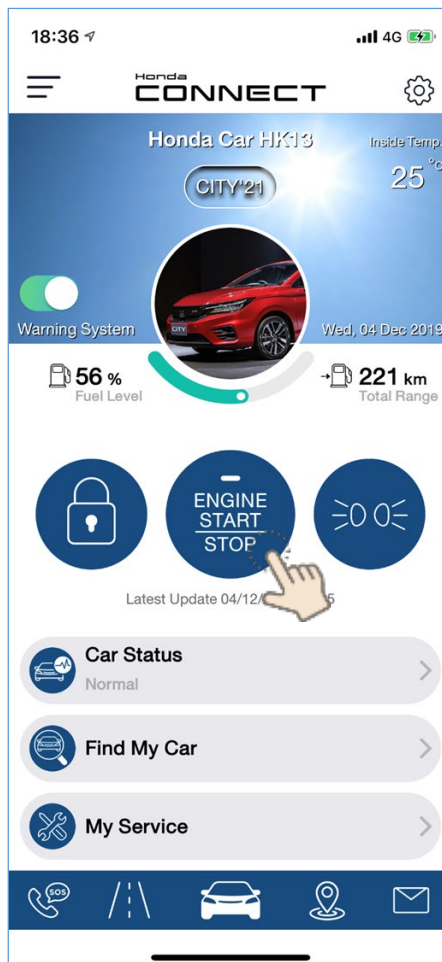 18:36
4G
Honda
CONNECT
Honda Car HK13
Inside Temp.
CITY'21
25 °C
CITY
Warning System
Wed, 04 Dec 2019
56 %
221 km
Fuel Level
Total Range
ENGINE
START
STOP
Latest Update 04/12/
Car Status
Normal
Find My Car
My Service
SOS